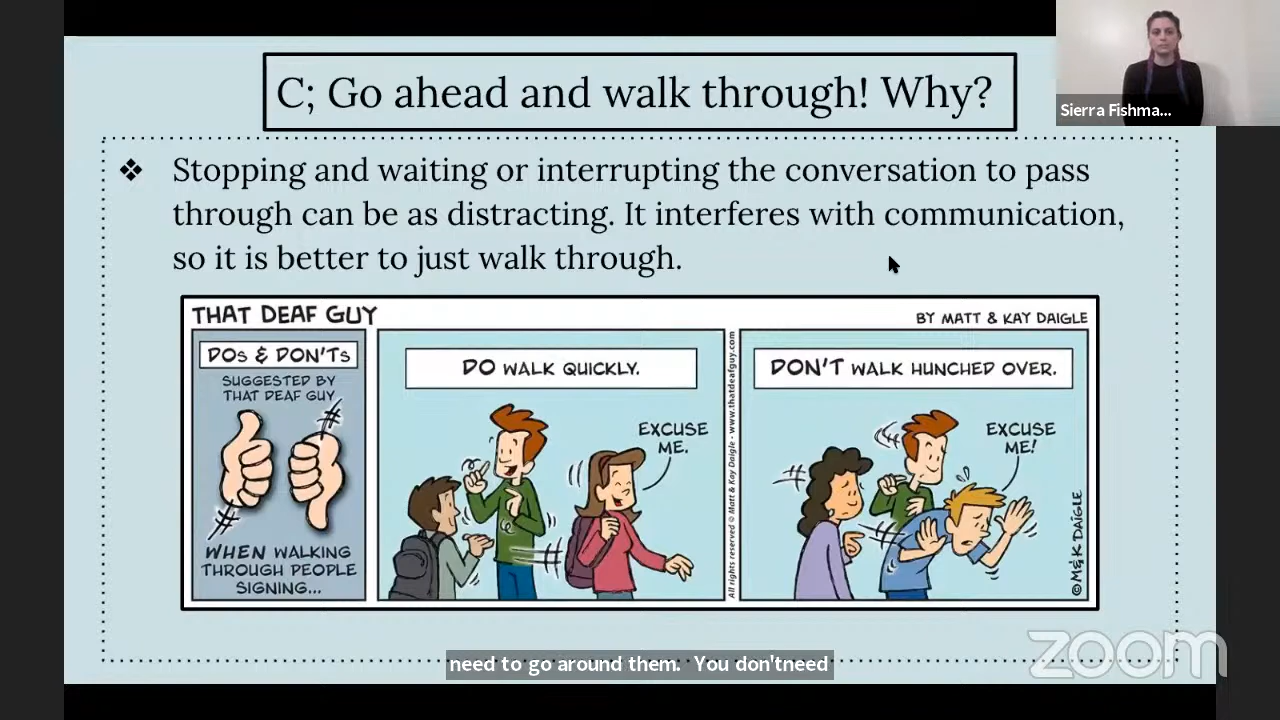 C; Go ahead and walk through! Why?
Sierra Fishma...
❖ Stopping and waiting or interrupting the conversation to pass
through can be as distracting. It interferes with communication,
so it is better to just walk through.
THAT DEAF GUY
BY MATT & KAY DAIGLE
DOs & DON'Ts
SUGGESTED BY
THAT DEAF GUY
WHEN WALKING
THROUGH PEOPLE
SIGNING...
DO WALK QUICKLY.
EXCUSE
ME.
All rights reserved © Matt & Kay Daigle - www.thatdeafguy.com
DON'T WALK HUNCHED OVER.
EXCUSE
ME!
©M&K DAIGLE
zoom
need to go around them. You don'tneed